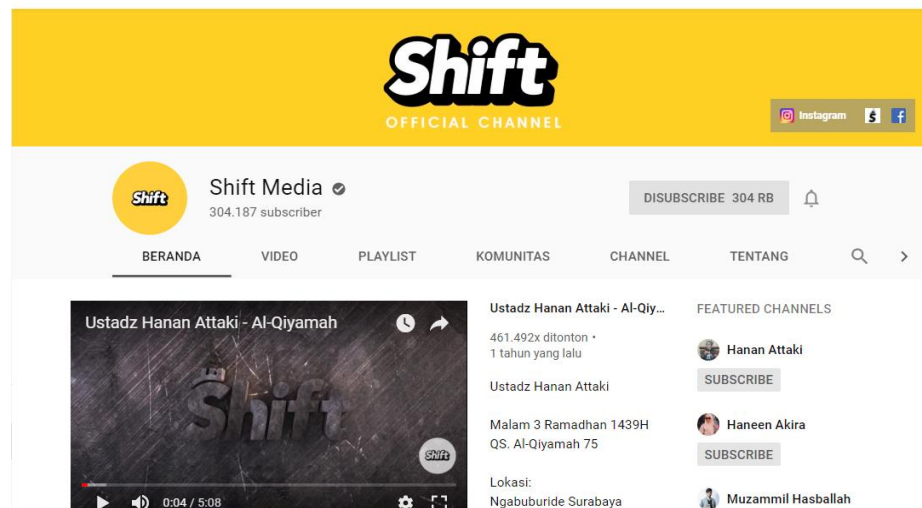 Shift
OFFICIAL CHANNEL
Instagram
Shift
Shift Media
304.187 subscriber
DISUBSCRIBE 304 RB
BERANDA VIDEO PLAYLIST KOMUNITAS CHANNEL TENTANG
Ustadz Hanan Attaki - Al-Qiyamah
Shift
Shift
0:04 / 5:08
Ustadz Hanan Attaki - Al-Qiy...
461.492x ditonton •
1 tahun yang lalu
Ustadz Hanan Attaki
Malam 3 Ramadhan 1439H
QS. Al-Qiyamah 75
Lokasi:
Ngabuburide Surabaya
FEATURED CHANNELS
Hanan Attaki
SUBSCRIBE
Haneen Akira
SUBSCRIBE
Muzammil Hasballah